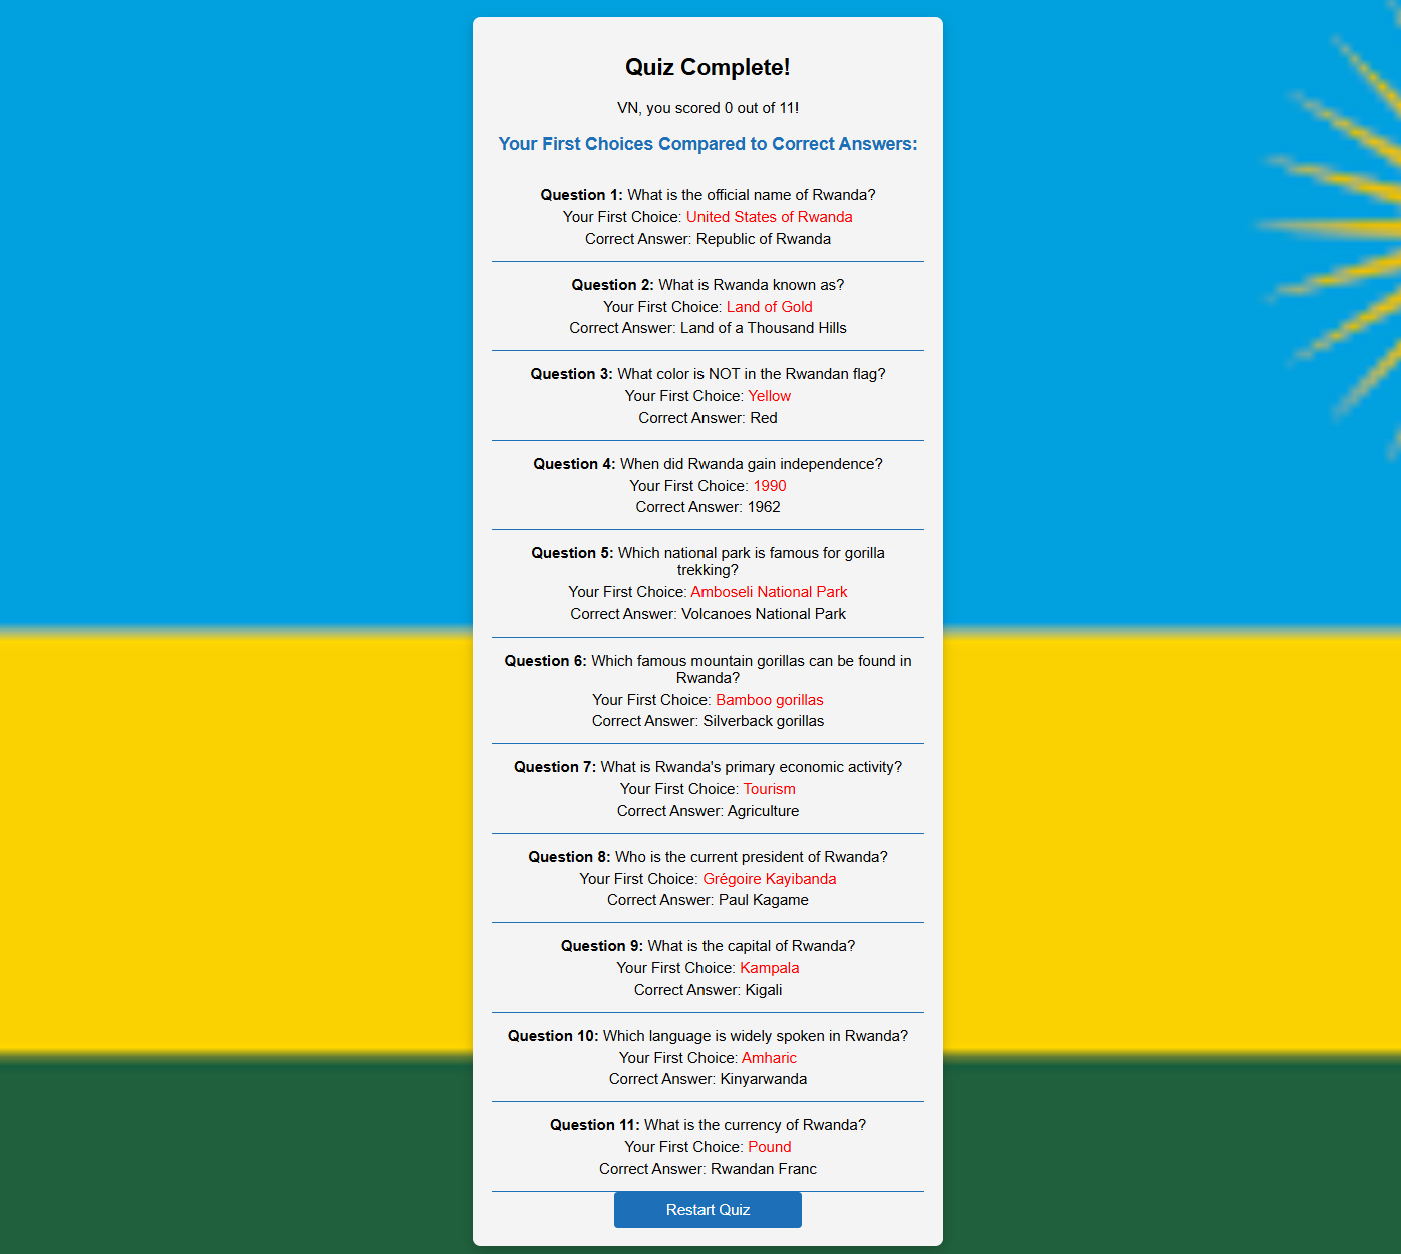 Quiz Complete!
VN, you scored 0 out of 11!
Your First Choices Compared to Correct Answers:
Question 1: What is the official name of Rwanda?
Your First Choice: United States of Rwanda
Correct Answer: Republic of Rwanda
Question 2: What is Rwanda known as?
Your First Choice: Land of Gold
Correct Answer: Land of a Thousand Hills
Question 3: What color is NOT in the Rwandan flag?
Your First Choice: Yellow
Correct Answer: Red
Question 4: When did Rwanda gain independence?
Your First Choice: 1990
Correct Answer: 1962
Question 5: Which national park is famous for gorilla
trekking?
Your First Choice: Amboseli National Park
Correct Answer: Volcanoes National Park
Question 6: Which famous mountain gorillas can be found in
Rwanda?
Your First Choice: Bamboo gorillas
Correct Answer: Silverback gorillas
Question 7: What is Rwanda's primary economic activity?
Your First Choice: Tourism
Correct Answer: Agriculture
Question 8: Who is the current president of Rwanda?
Your First Choice: Grégoire Kayibanda
Correct Answer: Paul Kagame
Question 9: What is the capital of Rwanda?
Your First Choice: Kampala
Correct Answer: Kigali
Question 10: Which language is widely spoken in Rwanda?
Your First Choice: Amharic
Correct Answer: Kinyarwanda
Question 11: What is the currency of Rwanda?
Your First Choice: Pound
Correct Answer: Rwandan Franc
Restart Quiz